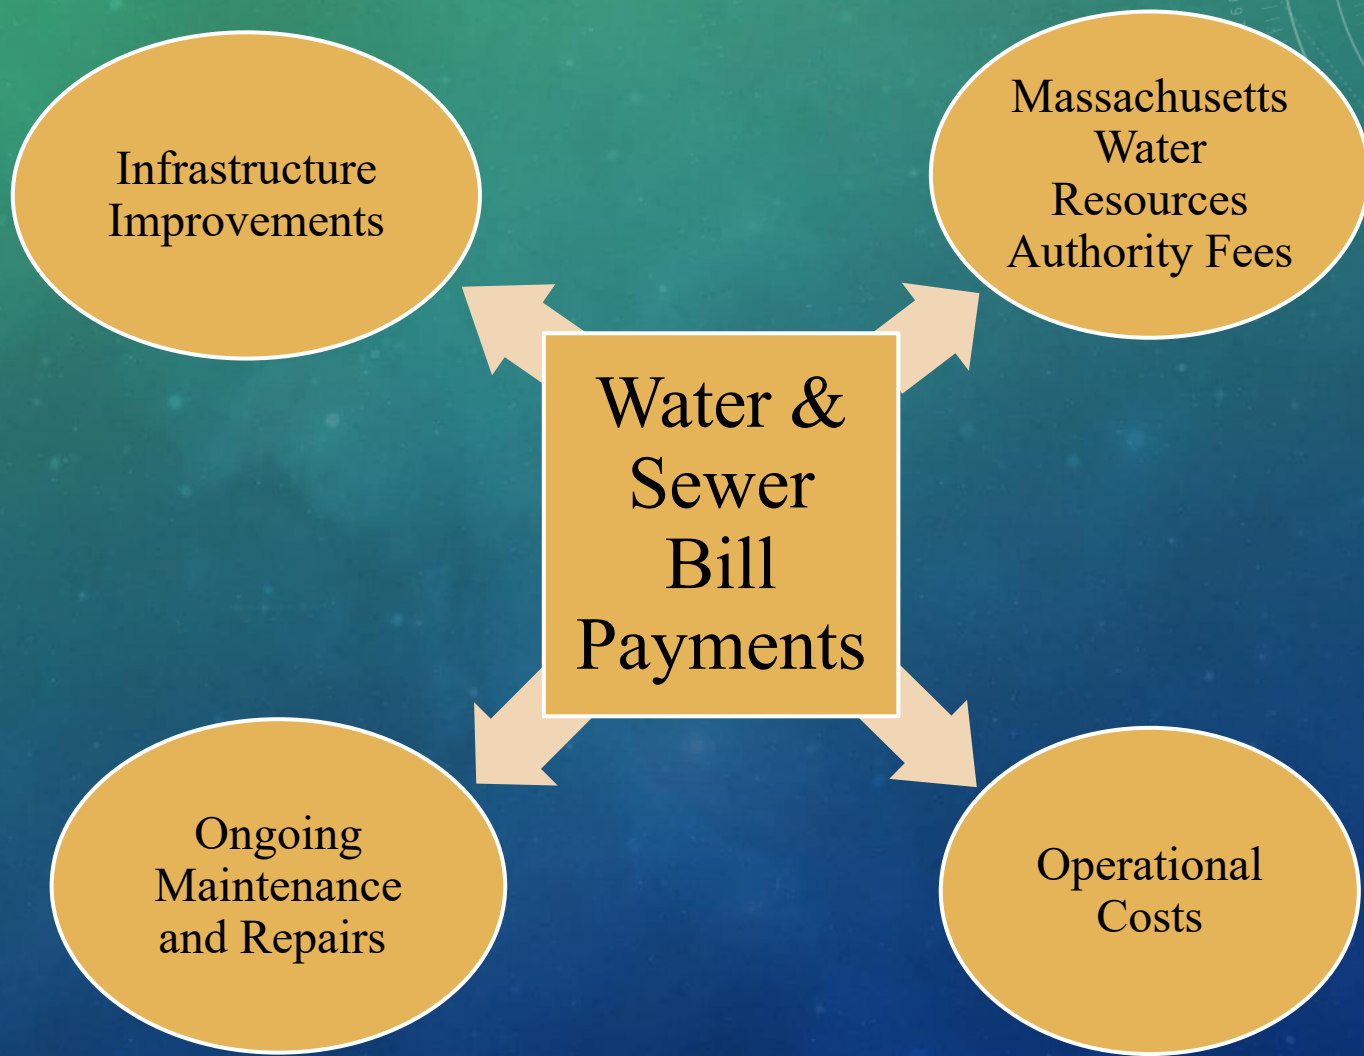 Infrastructure
Improvements
Massachusetts
Water
Resources
Authority Fees
Water &
Sewer
Bill
Payments
Ongoing
Maintenance
and Repairs
Operational
Costs